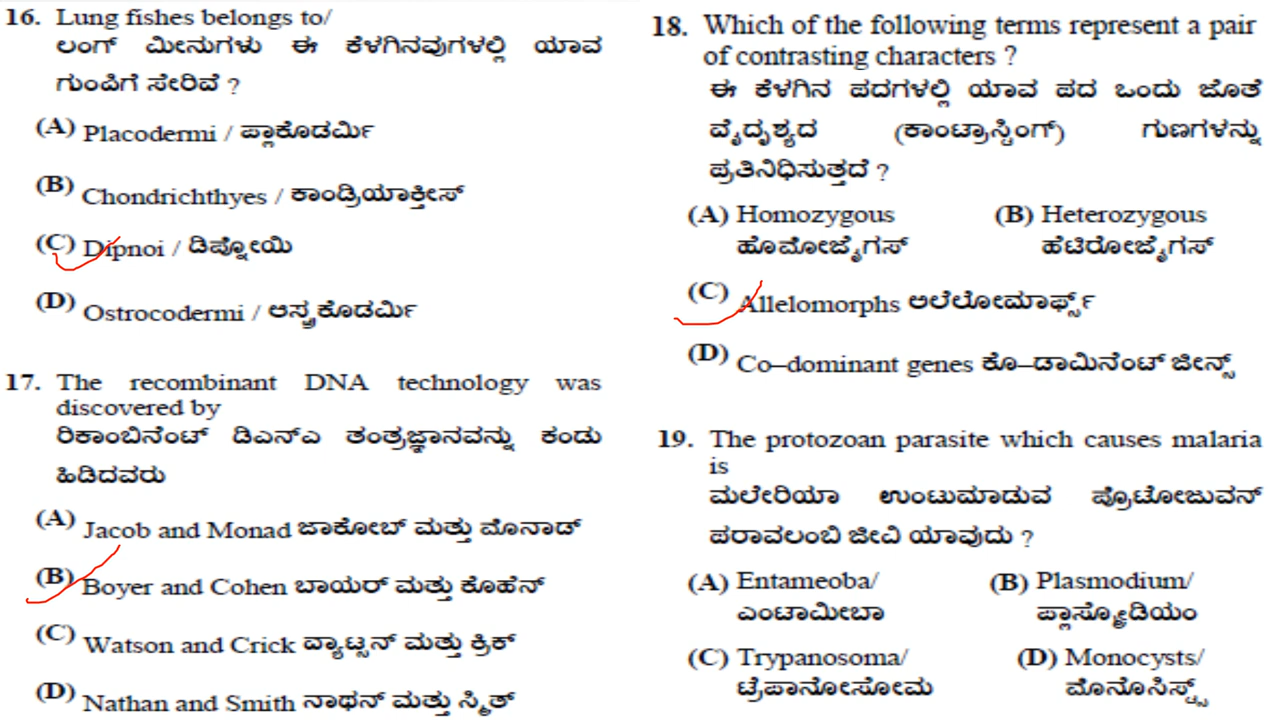 16. Lung fishes belongs to/
ಲಂಗ್ ಮೀನುಗಳು ಈ ಕೆಳಗಿನವುಗಳಲ್ಲಿ ಯಾವ
ಗುಂಪಿಗೆ ಸೇರಿವೆ ?
(A) Placodermi / ಪ್ಲಾಕೊಡರ್ಮಿ
(B) Chondrichthyes / ಕಾಂಡ್ರಿಯಾಕ್ತೀಸ್
(C) Dipnoi / ಡಿಪ್ನೋಯಿ
(D) Ostrocodermi / ಆಸ್ಟ್ರಕೊಡರ್ಮಿ
17. The recombinant DNA technology was
discovered by
ರಿಕಾಂಬಿನೆಂಟ್ ಡಿಎನ್ಎ ತಂತ್ರಜ್ಞಾನವನ್ನು ಕಂಡು
ಹಿಡಿದವರು
(A) Jacob and Monad ಜಾಕೋಬ್ ಮತ್ತು ಮೊನಾಡ್
(B) Boyer and Cohen ಬಾಯರ್ ಮತ್ತು ಕೊಹೆನ್
(C) Watson and Crick ವ್ಯಾಟ್ಸನ್ ಮತ್ತು ಕ್ರಿಕ್
(D) Nathan and Smith ನಾಥನ್ ಮತ್ತು ಸ್ಮಿತ್
18. Which of the following terms represent a pair
of contrasting characters ?
ಈ ಕೆಳಗಿನ ಪದಗಳಲ್ಲಿ ಯಾವ ಪದ ಒಂದು ಜೊತೆ
ವೈದೃಶ್ಯದ (ಕಾಂಟ್ರಾಸ್ಟಿಂಗ್) ಗುಣಗಳನ್ನು
ಪ್ರತಿನಿಧಿಸುತ್ತದೆ ?
(A) Homozygous (B) Heterozygous
ಹೊಮೋಜೈಗಸ್ ಹೆಟಿರೋಜೈಗಸ್
(C) Allelomorphs ಅಲೆಲೋಮಾರ್ಫ್ಸ್
(D) Co–dominant genes ಕೊ–ಡಾಮಿನೆಂಟ್ ಜೀನ್ಸ್
19. The protozoan parasite which causes malaria
is
ಮಲೇರಿಯಾ ಉಂಟುಮಾಡುವ ಪ್ರೊಟೋಜುವನ್
ಪರಾವಲಂಬಿ ಜೀವಿ ಯಾವುದು ?
(A) Entameoba/ (B) Plasmodium/
ಎಂಟಾಮೀಬಾ ಪ್ಲಾಸ್ಮೋಡಿಯಂ
(C) Trypanosoma/ (D) Monocysts/
ಟ್ರೆಪಾನೋಸೋಮ ಮೊನೊಸಿಸ್ಟ್ಸ್